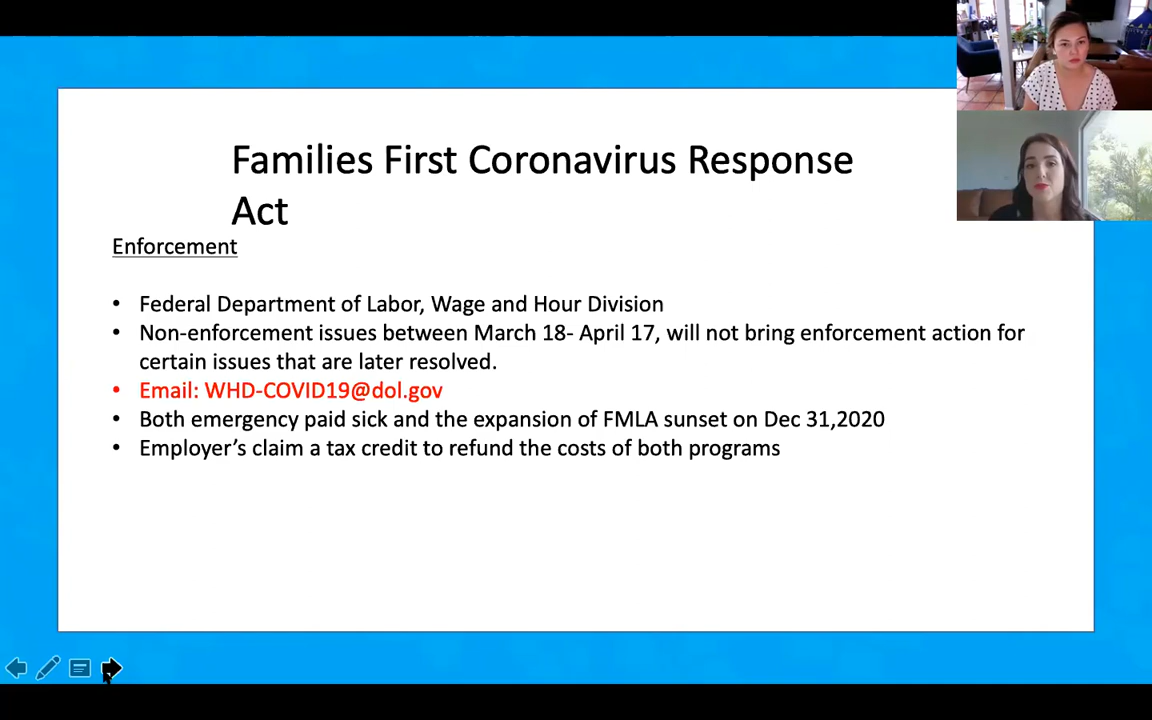 Families First Coronavirus Response
Act
Enforcement
• Federal Department of Labor, Wage and Hour Division
• Non-enforcement issues between March 18- April 17, will not bring enforcement action for
certain issues that are later resolved.
• Email: WHD-COVID19@dol.gov
• Both emergency paid sick and the expansion of FMLA sunset on Dec 31,2020
• Employer’s claim a tax credit to refund the costs of both programs